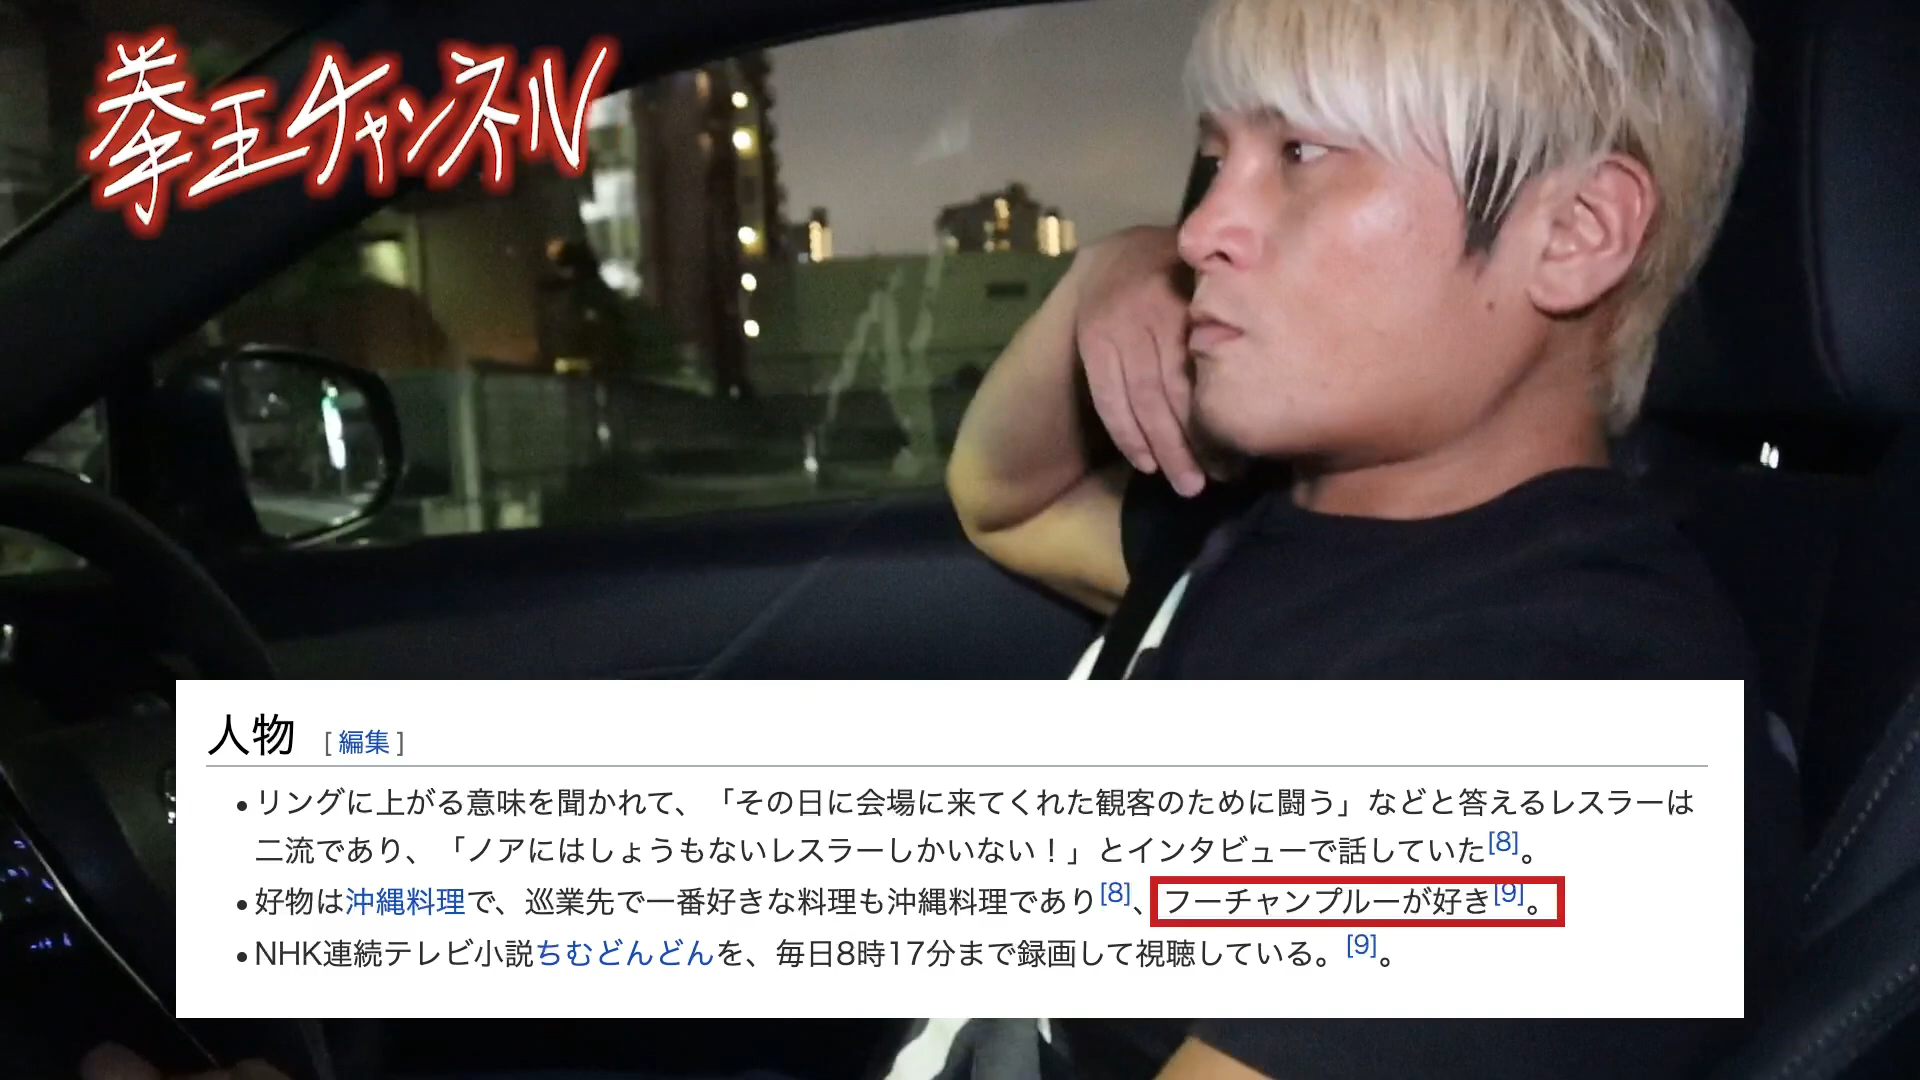 拳王チャンネル
人物 [ 編集 ]
• リングに上がる意味を聞かれて、「その日に会場に来てくれた観客のために闘う」などと答えるレスラーは
二流であり、「ノアにはしょうもないレスラーしかいない！」とインタビューで話していた[8]。
• 好物は沖縄料理で、巡業先で一番好きな料理も沖縄料理であり[8]、フーチャンプルーが好き[9]。
• NHK連続テレビ小説ちむどんどんを、毎日8時17分まで録画して視聴している。[9]。